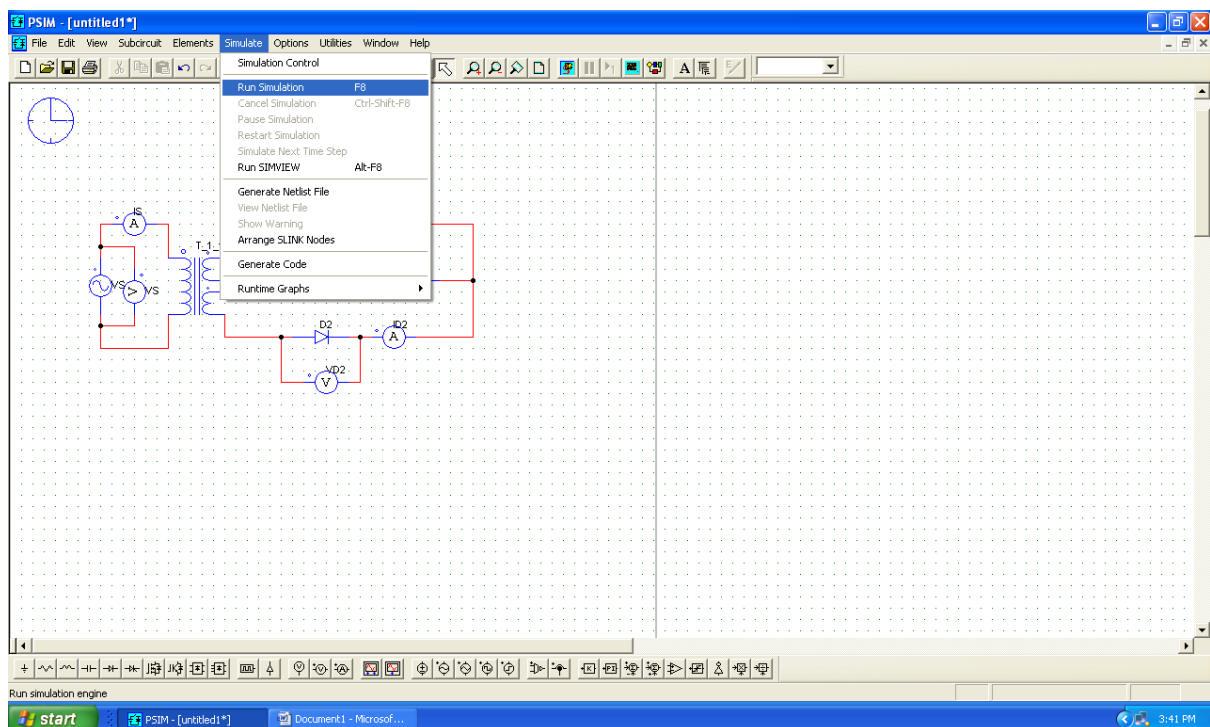 PSIM - [untitled1*]
File Edit View Subcircuit Elements Simulate Options Utilities Window Help
Simulation Control
Run Simulation F8
Cancel Simulation Ctrl-Shift-F8
Pause Simulation
Restart Simulation
Simulate Next Time Step
Run SIMVIEW Alt-F8
Generate Netlist File
View Netlist File
Show Warning
Arrange SLINK Nodes
Generate Code
Runtime Graphs
A
IS
A
T_1_
VS
V
VS
D2
ID2
A
VD2
V
Run simulation engine
start
PSIM - [untitled1*]
Document1 - Microsof...
3:41 PM